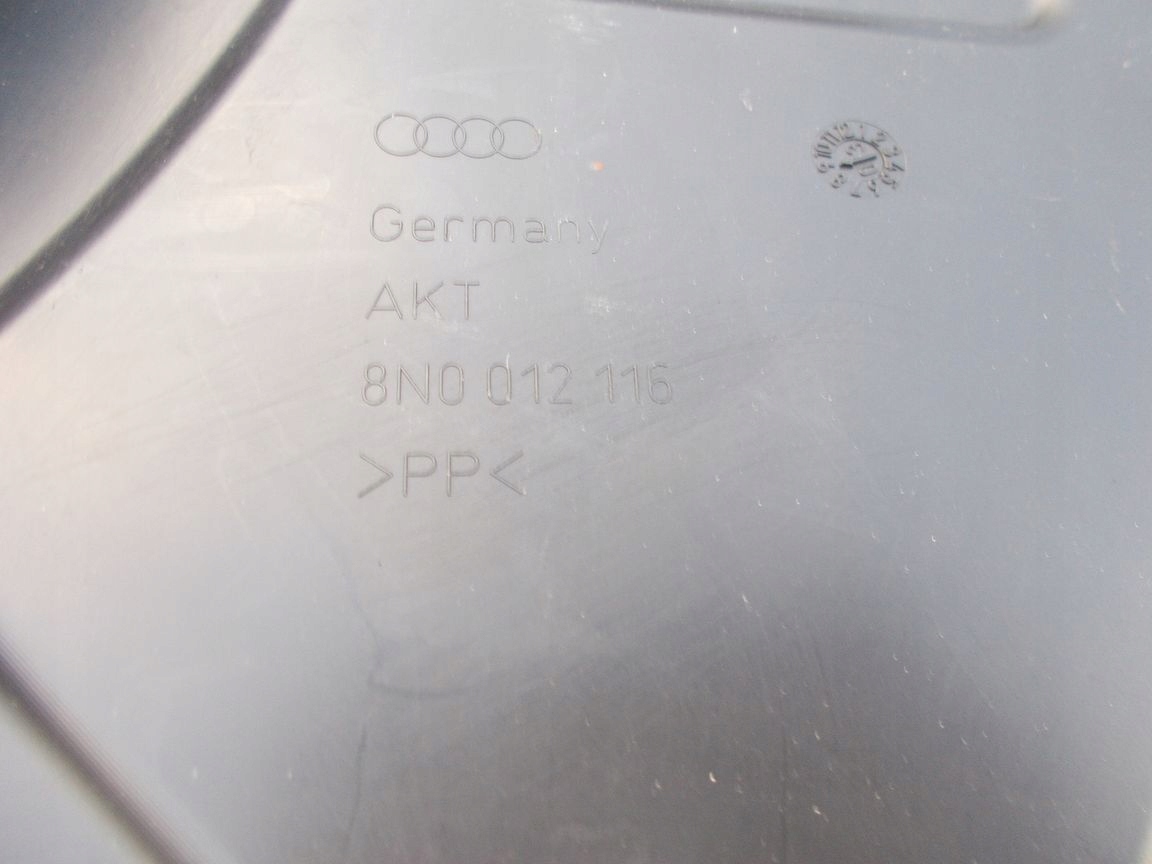 Germany
AKT
8N0 012 116
>PP<